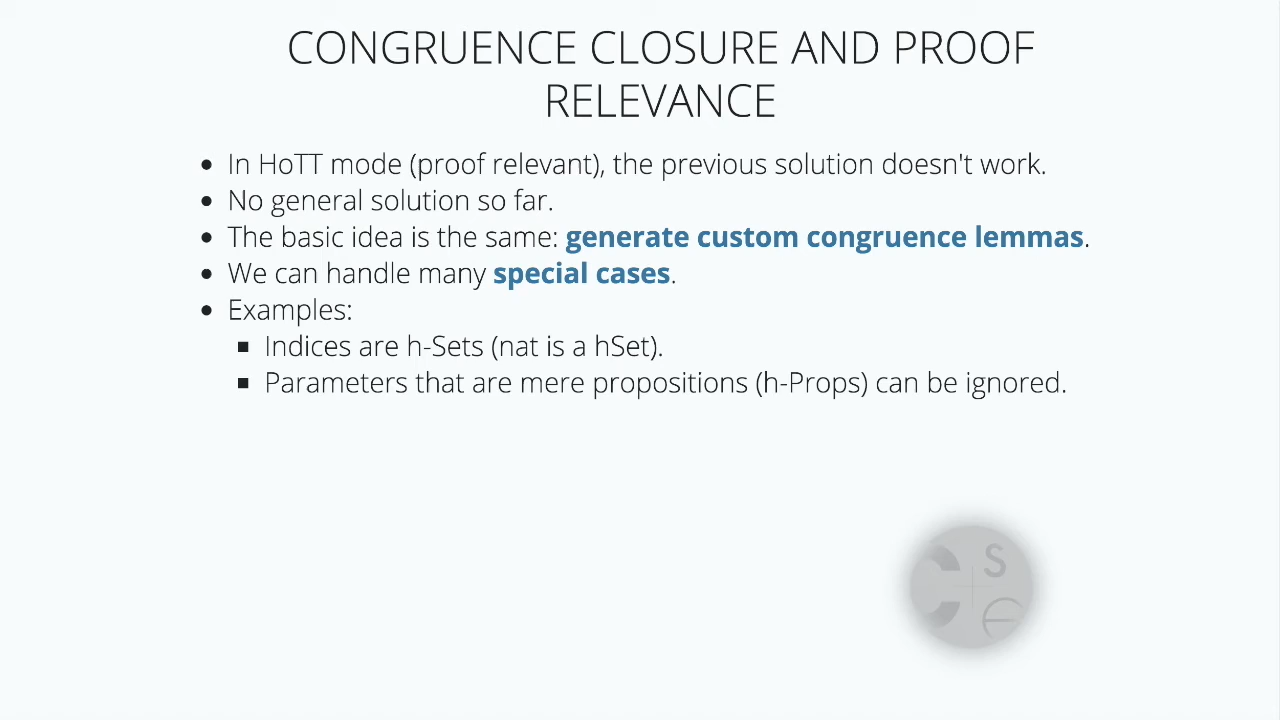 CONGRUENCE CLOSURE AND PROOF
RELEVANCE
• In HoTT mode (proof relevant), the previous solution doesn't work.
• No general solution so far.
• The basic idea is the same: generate custom congruence lemmas.
• We can handle many special cases.
• Examples:
▪ Indices are h-Sets (nat is a hSet).
▪ Parameters that are mere propositions (h-Props) can be ignored.
C S
e